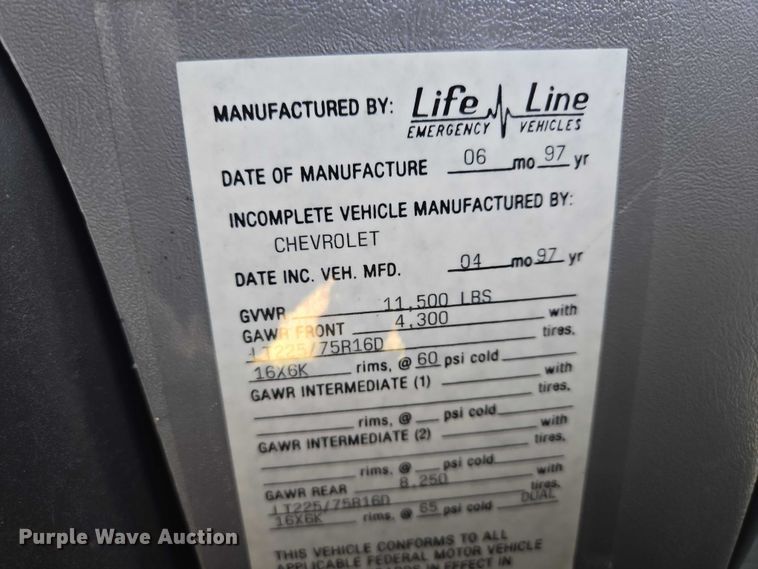 MANUFACTURED BY: Life Line
EMERGENCY VEHICLES
DATE OF MANUFACTURE 06 mo 97 yr
INCOMPLETE VEHICLE MANUFACTURED BY:
CHEVROLET
DATE INC. VEH. MFD. 04 mo 97 yr
GVWR 11,500 LBS
GAWR FRONT 4,300 with
LT225/75R16D tires,
16X6K rims, @ 60 psi cold
GAWR INTERMEDIATE (1) with
tires,
rims, @ psi cold
GAWR INTERMEDIATE (2) with
tires,
rims, @ psi cold
GAWR REAR 8,250 with
LT225/75R16D tires,
16X6K rims, @ 65 psi cold DUAL
THIS VEHICLE CONFORMS TO ALL
APPLICABLE FEDERAL MOTOR VEHICLE
IN EFFECT IN
Purple Wave Auction